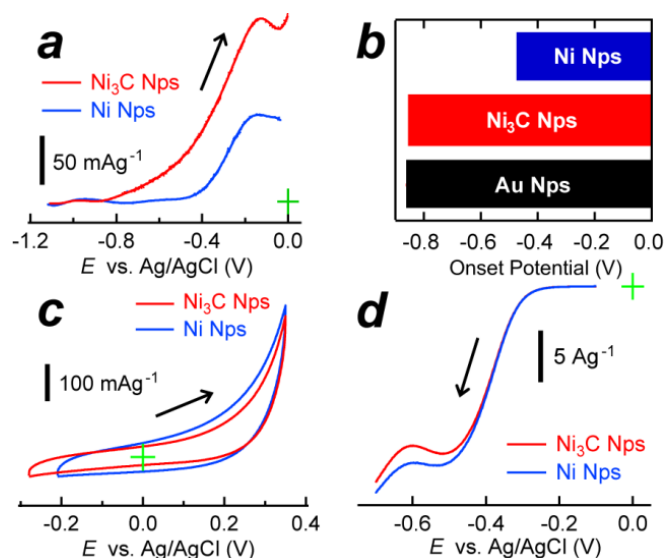 a
Ni₃C Nps
Ni Nps
50 mAg⁻¹
-1.2 -0.8 -0.4 0.0
E vs. Ag/AgCl (V)
b
Ni Nps
Ni₃C Nps
Au Nps
-0.8 -0.6 -0.4 -0.2 0.0
Onset Potential (V)
c
Ni₃C Nps
Ni Nps
100 mAg⁻¹
-0.2 0.0 0.2 0.4
E vs. Ag/AgCl (V)
d
5 Ag⁻¹
Ni₃C Nps
Ni Nps
-0.6 -0.4 -0.2 0.0
E vs. Ag/AgCl (V)